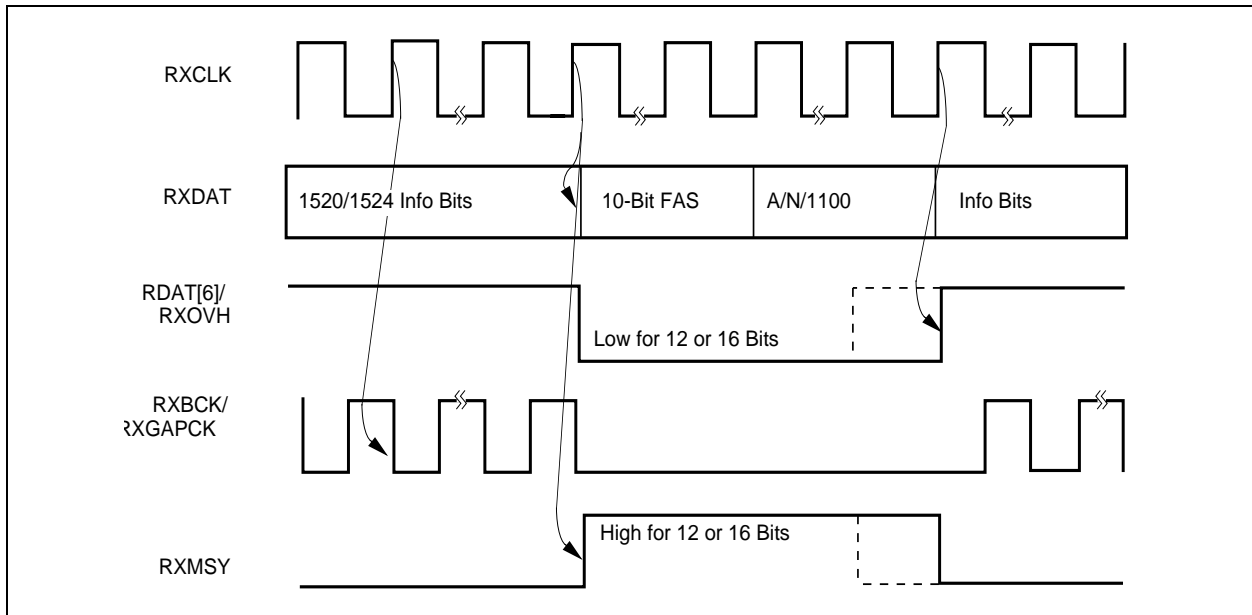 RXCLK
RXDAT
1520/1524 Info Bits
10-Bit FAS
A/N/1100
Info Bits
RDAT[6]/
RXOVH
Low for 12 or 16 Bits
RXBCK/
RXGAPCK
High for 12 or 16 Bits
RXMSY